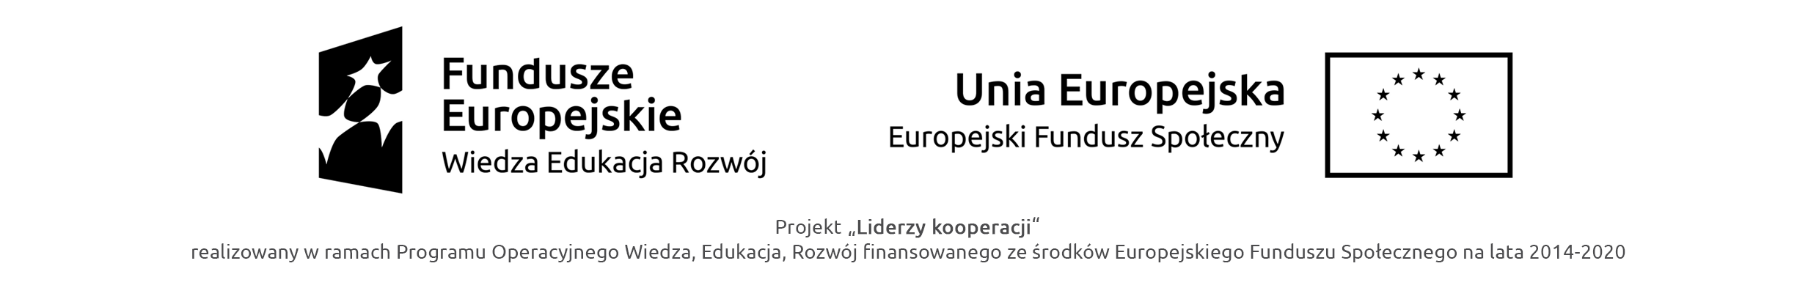 Fundusze
Europejskie
Wiedza Edukacja Rozwój
Unia Europejska
Europejski Fundusz Społeczny
Projekt „Liderzy kooperacji“
realizowany w ramach Programu Operacyjnego Wiedza, Edukacja, Rozwój finansowanego ze środków Europejskiego Funduszu Społecznego na lata 2014-2020